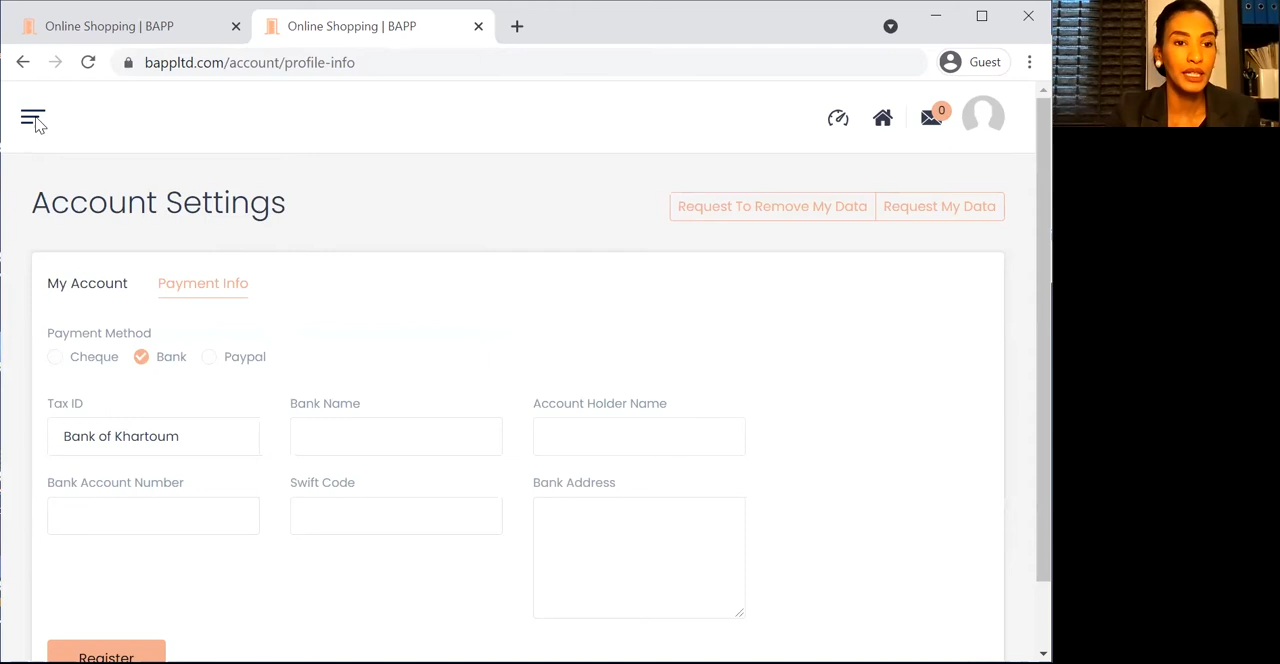 Online Shopping | BAPP
Online Shopping | BAPP
bappltd.com/account/profile-info
Guest
0
Account Settings
Request To Remove My Data
Request My Data
My Account
Payment Info
Payment Method
Cheque
Bank
Paypal
Tax ID
Bank Name
Account Holder Name
Bank of Khartoum
Bank Account Number
Swift Code
Bank Address
Register